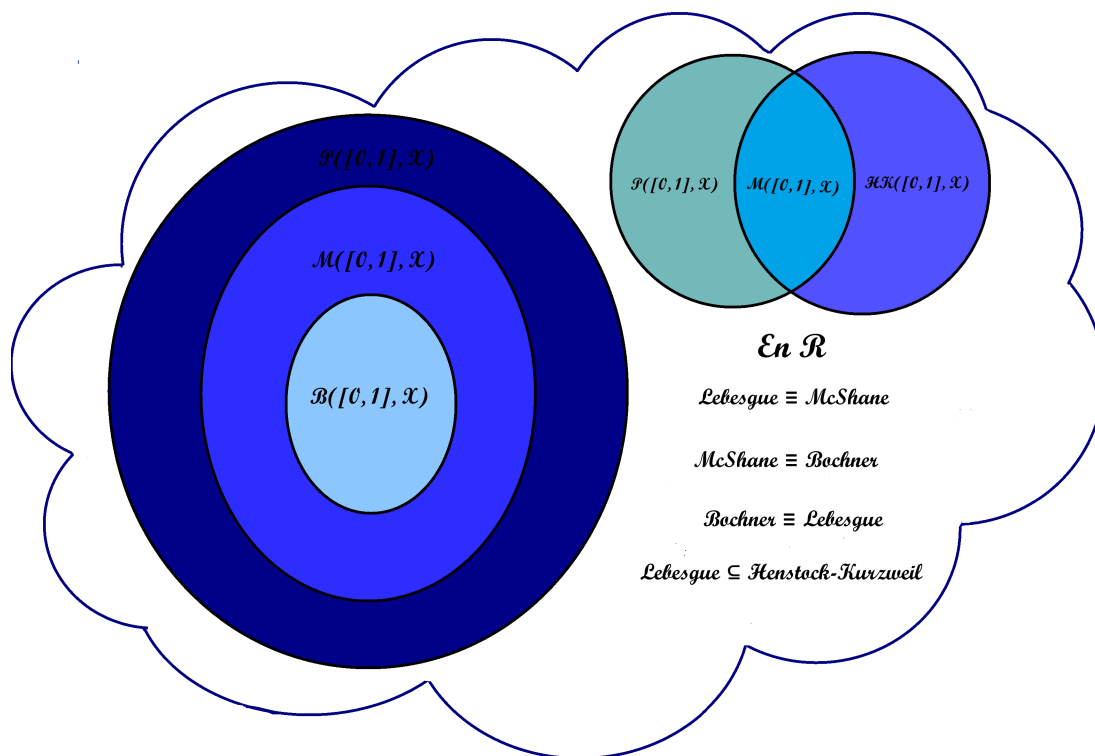 P([0,1],X)
M([0,1],X)
B([0,1],X)
P([0,1],X) M([0,1],X) HK([0,1],X)
En R
Lebesgue ≡ McShane
McShane ≡ Bochner
Bochner ≡ Lebesgue
Lebesgue ⊆ Henstock-Kurzweil